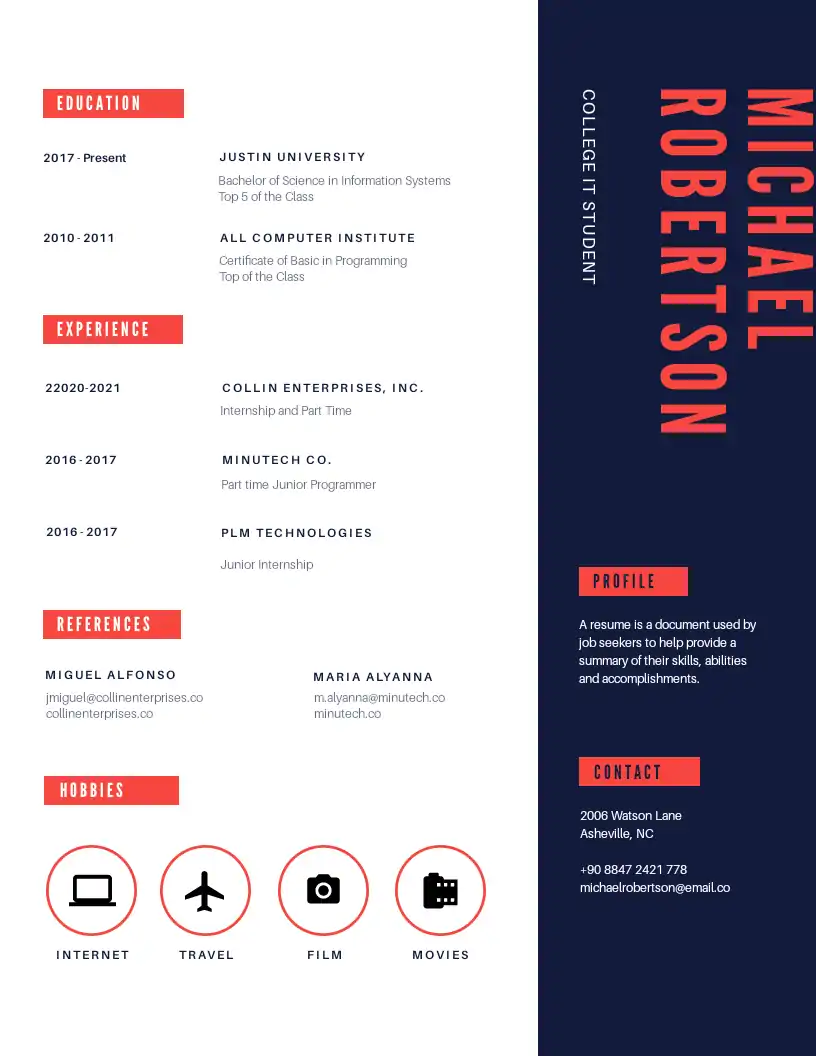 EDUCATION
2017 - Present
JUSTIN UNIVERSITY
Bachelor of Science in Information Systems
Top 5 of the Class
2010 - 2011
ALL COMPUTER INSTITUTE
Certificate of Basic in Programming
Top of the Class
EXPERIENCE
22020-2021
COLLIN ENTERPRISES, INC.
Internship and Part Time
2016 - 2017
MINUTECH CO.
Part time Junior Programmer
2016 - 2017
PLM TECHNOLOGIES
Junior Internship
REFERENCES
MIGUEL ALFONSO
jmiguel@collinenterprises.co
collinenterprises.co
MARIA ALYANNA
m.alyanna@minutech.co
minutech.co
HOBBIES
INTERNET
TRAVEL
FILM
MOVIES
MICHAEL
ROBERTSON
COLLEGE IT STUDENT
PROFILE
A resume is a document used by
job seekers to help provide a
summary of their skills, abilities
and accomplishments.
CONTACT
2006 Watson Lane
Asheville, NC
+90 8847 2421 778
michaelrobertson@email.co